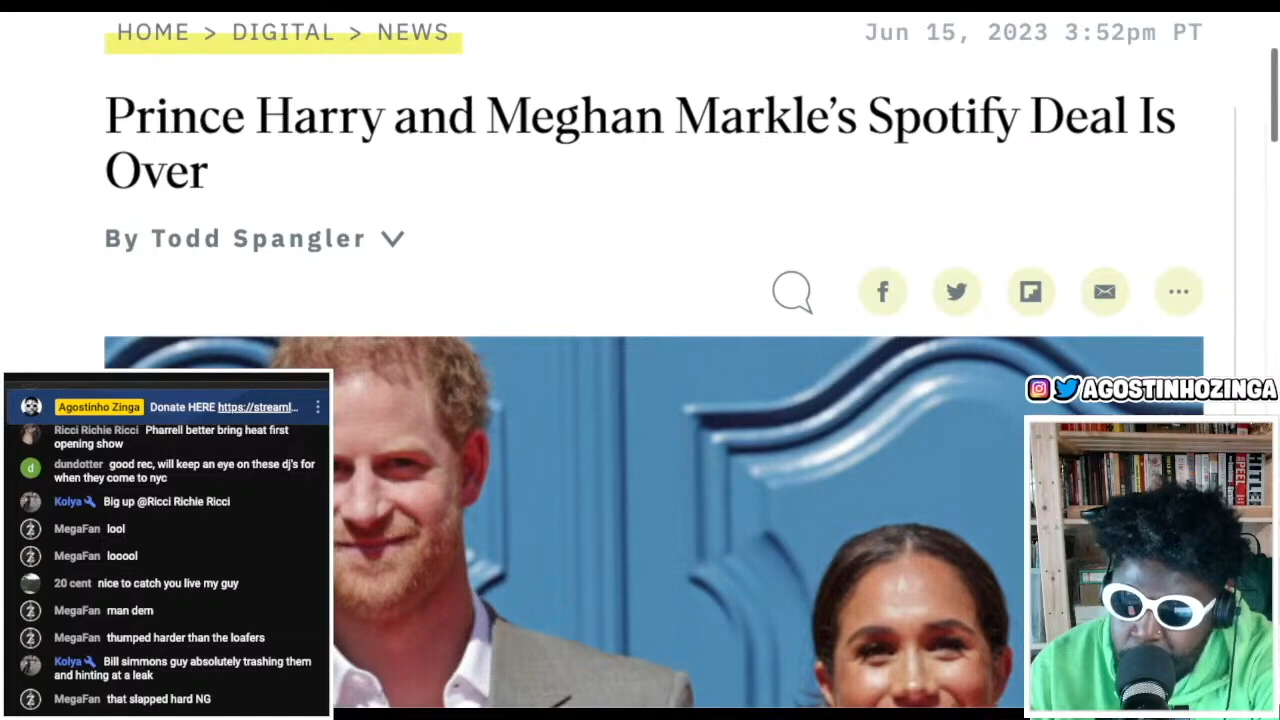 HOME > DIGITAL > NEWS
Jun 15, 2023 3:52pm PT
Prince Harry and Meghan Markle's Spotify Deal Is
Over
By Todd Spangler
AGOSTINHOZINGA
Agostinho Zinga Donate HERE https://streaml...
Ricci Richie Ricci Pharrell better bring heat first
opening show
d dundotter good rec, will keep an eye on these dj's for
when they come to nyc
Kolya Big up @Ricci Richie Ricci
MegaFan lool
MegaFan looool
20 cent nice to catch you live my guy
MegaFan man dem
MegaFan thumped harder than the loafers
Kolya Bill simmons guy absolutely trashing them
and hinting at a leak
MegaFan that slapped hard NG
HITLER
PEEL